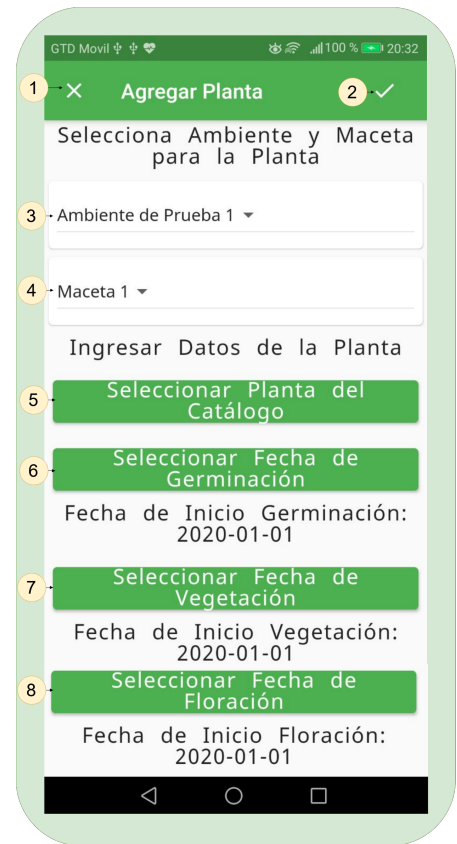 GTD Movil 100 % 20:32
1 Agregar Planta 2
Selecciona Ambiente y Maceta
para la Planta
3 Ambiente de Prueba 1
4 Maceta 1
Ingresar Datos de la Planta
5 Seleccionar Planta del
Catálogo
6 Seleccionar Fecha de
Germinación
Fecha de Inicio Germinación:
2020-01-01
7 Seleccionar Fecha de
Vegetación
Fecha de Inicio Vegetación:
2020-01-01
8 Seleccionar Fecha de
Floración
Fecha de Inicio Floración:
2020-01-01